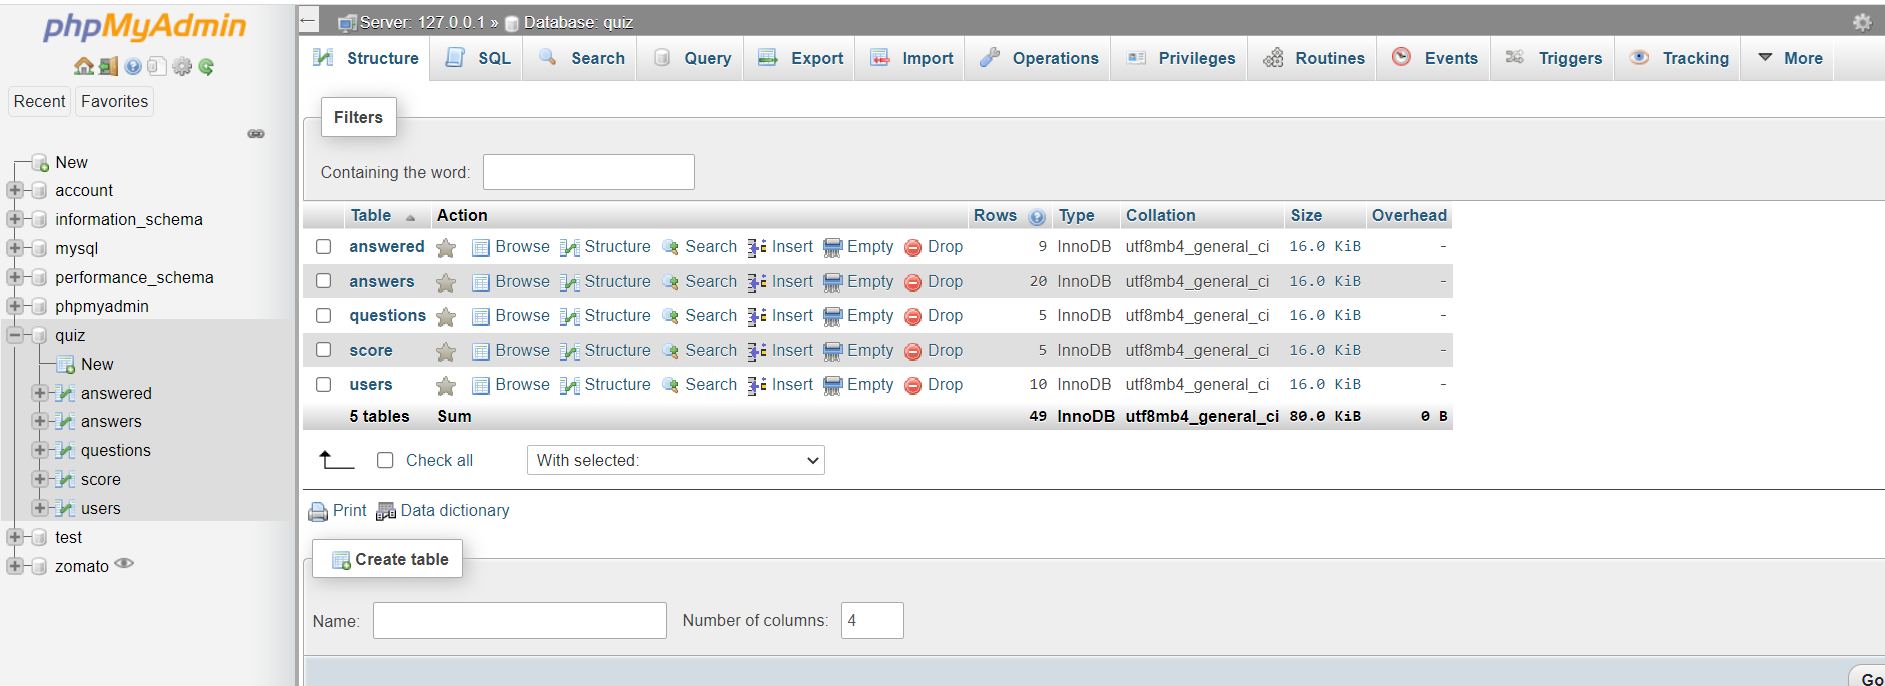 phpMyAdmin
Recent Favorites
New
account
information_schema
mysql
performance_schema
phpmyadmin
quiz
New
answered
answers
questions
score
users
test
zomato
← Server: 127.0.0.1 » Database: quiz
Structure SQL Search Query Export Import Operations Privileges Routines Events Triggers Tracking More
Filters
Containing the word:
Table Action Rows Type Collation Size Overhead
answered Browse Structure Search Insert Empty Drop 9 InnoDB utf8mb4_general_ci 16.0 KiB -
answers Browse Structure Search Insert Empty Drop 20 InnoDB utf8mb4_general_ci 16.0 KiB -
questions Browse Structure Search Insert Empty Drop 5 InnoDB utf8mb4_general_ci 16.0 KiB -
score Browse Structure Search Insert Empty Drop 5 InnoDB utf8mb4_general_ci 16.0 KiB -
users Browse Structure Search Insert Empty Drop 10 InnoDB utf8mb4_general_ci 16.0 KiB -
5 tables Sum 49 InnoDB utf8mb4_general_ci 80.0 KiB 0 B
Check all With selected:
Print Data dictionary
Create table
Name: Number of columns: 4
Go